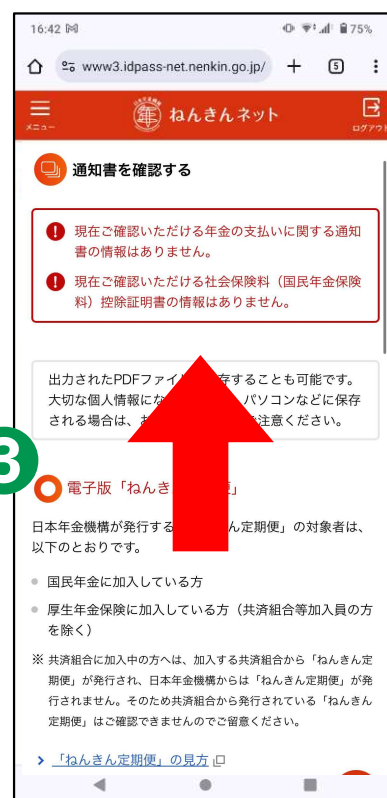 16:42
75%
www3.idpass-net.nenkin.go.jp/
5
メニュー
ねんきんネット
ログアウト
通知書を確認する
現在ご確認いただける年金の支払いに関する通知
書の情報はありません。
現在ご確認いただける社会保険料（国民年金保険
料）控除証明書の情報はありません。
出力されたPDFファイ 存することも可能です。
大切な個人情報にな パソコンなどに保存
される場合は、お 注意ください。
3
電子版「ねんき 便」
日本年金機構が発行する ん定期便」の対象者は、
以下のとおりです。
国民年金に加入している方
厚生年金保険に加入している方（共済組合等加入員の方
を除く）
※ 共済組合に加入中の方へは、加入する共済組合から「ねんきん定
期便」が発行され、日本年金機構からは「ねんきん定期便」が発
行されません。そのため共済組合から発行されている「ねんきん
定期便」はご確認できませんのでご留意ください。
「ねんきん定期便」の見方